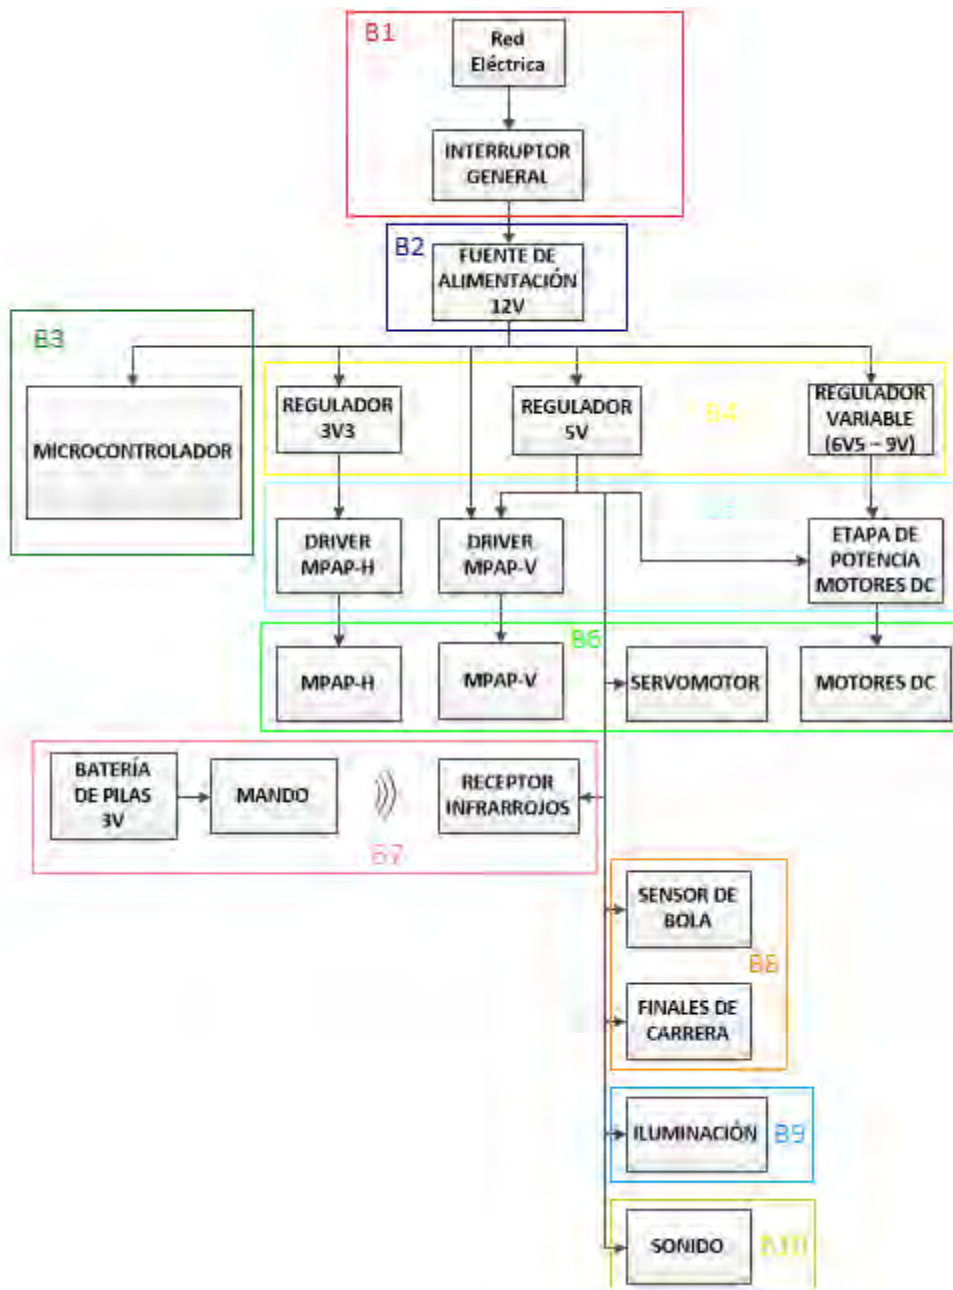 B1
Red
Eléctrica
INTERRUPTOR
GENERAL
B2
FUENTE DE
ALIMENTACIÓN
12V
B3
MICROCONTROLADOR
REGULADOR
3V3
REGULADOR
5V
B4
REGULADOR
VARIABLE
(6V5 – 9V)
DRIVER
MPAP-H
DRIVER
MPAP-V
ETAPA DE
POTENCIA
MOTORES DC
B6
MPAP-H
MPAP-V
SERVOMOTOR
MOTORES DC
BATERÍA
DE PILAS
3V
MANDO
RECEPTOR
INFRARROJOS
B7
SENSOR DE
BOLA
B8
FINALES DE
CARRERA
ILUMINACIÓN
B9
SONIDO
B10